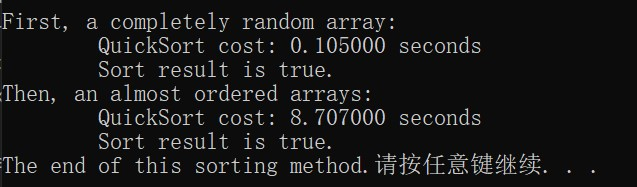 First, a completely random array:
QuickSort cost: 0.105000 seconds
Sort result is true.
Then, an almost ordered arrays:
QuickSort cost: 8.707000 seconds
Sort result is true.
The end of this sorting method.请按任意键继续. . .